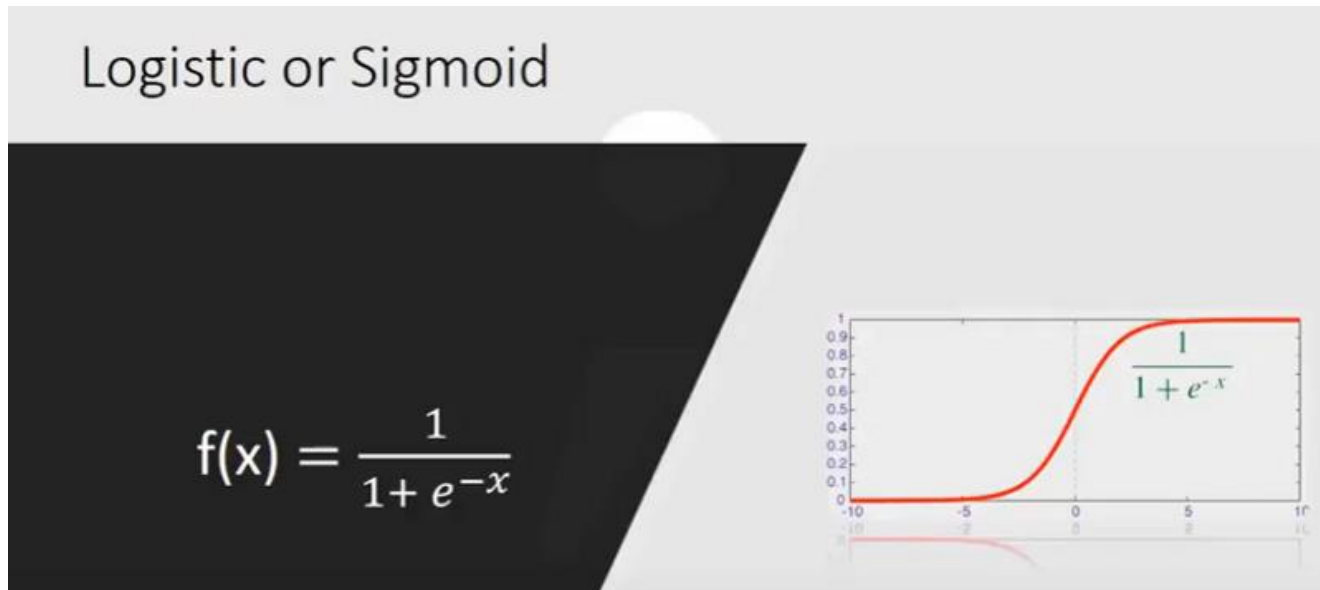 Logistic or Sigmoid
f(x) = 1 / (1+ e^−x)
1
0.9
0.8
0.7
0.6
0.5
0.4
0.3
0.2
0.1
0
-10 -5 0 5 10
1 / (1 + e^- x)